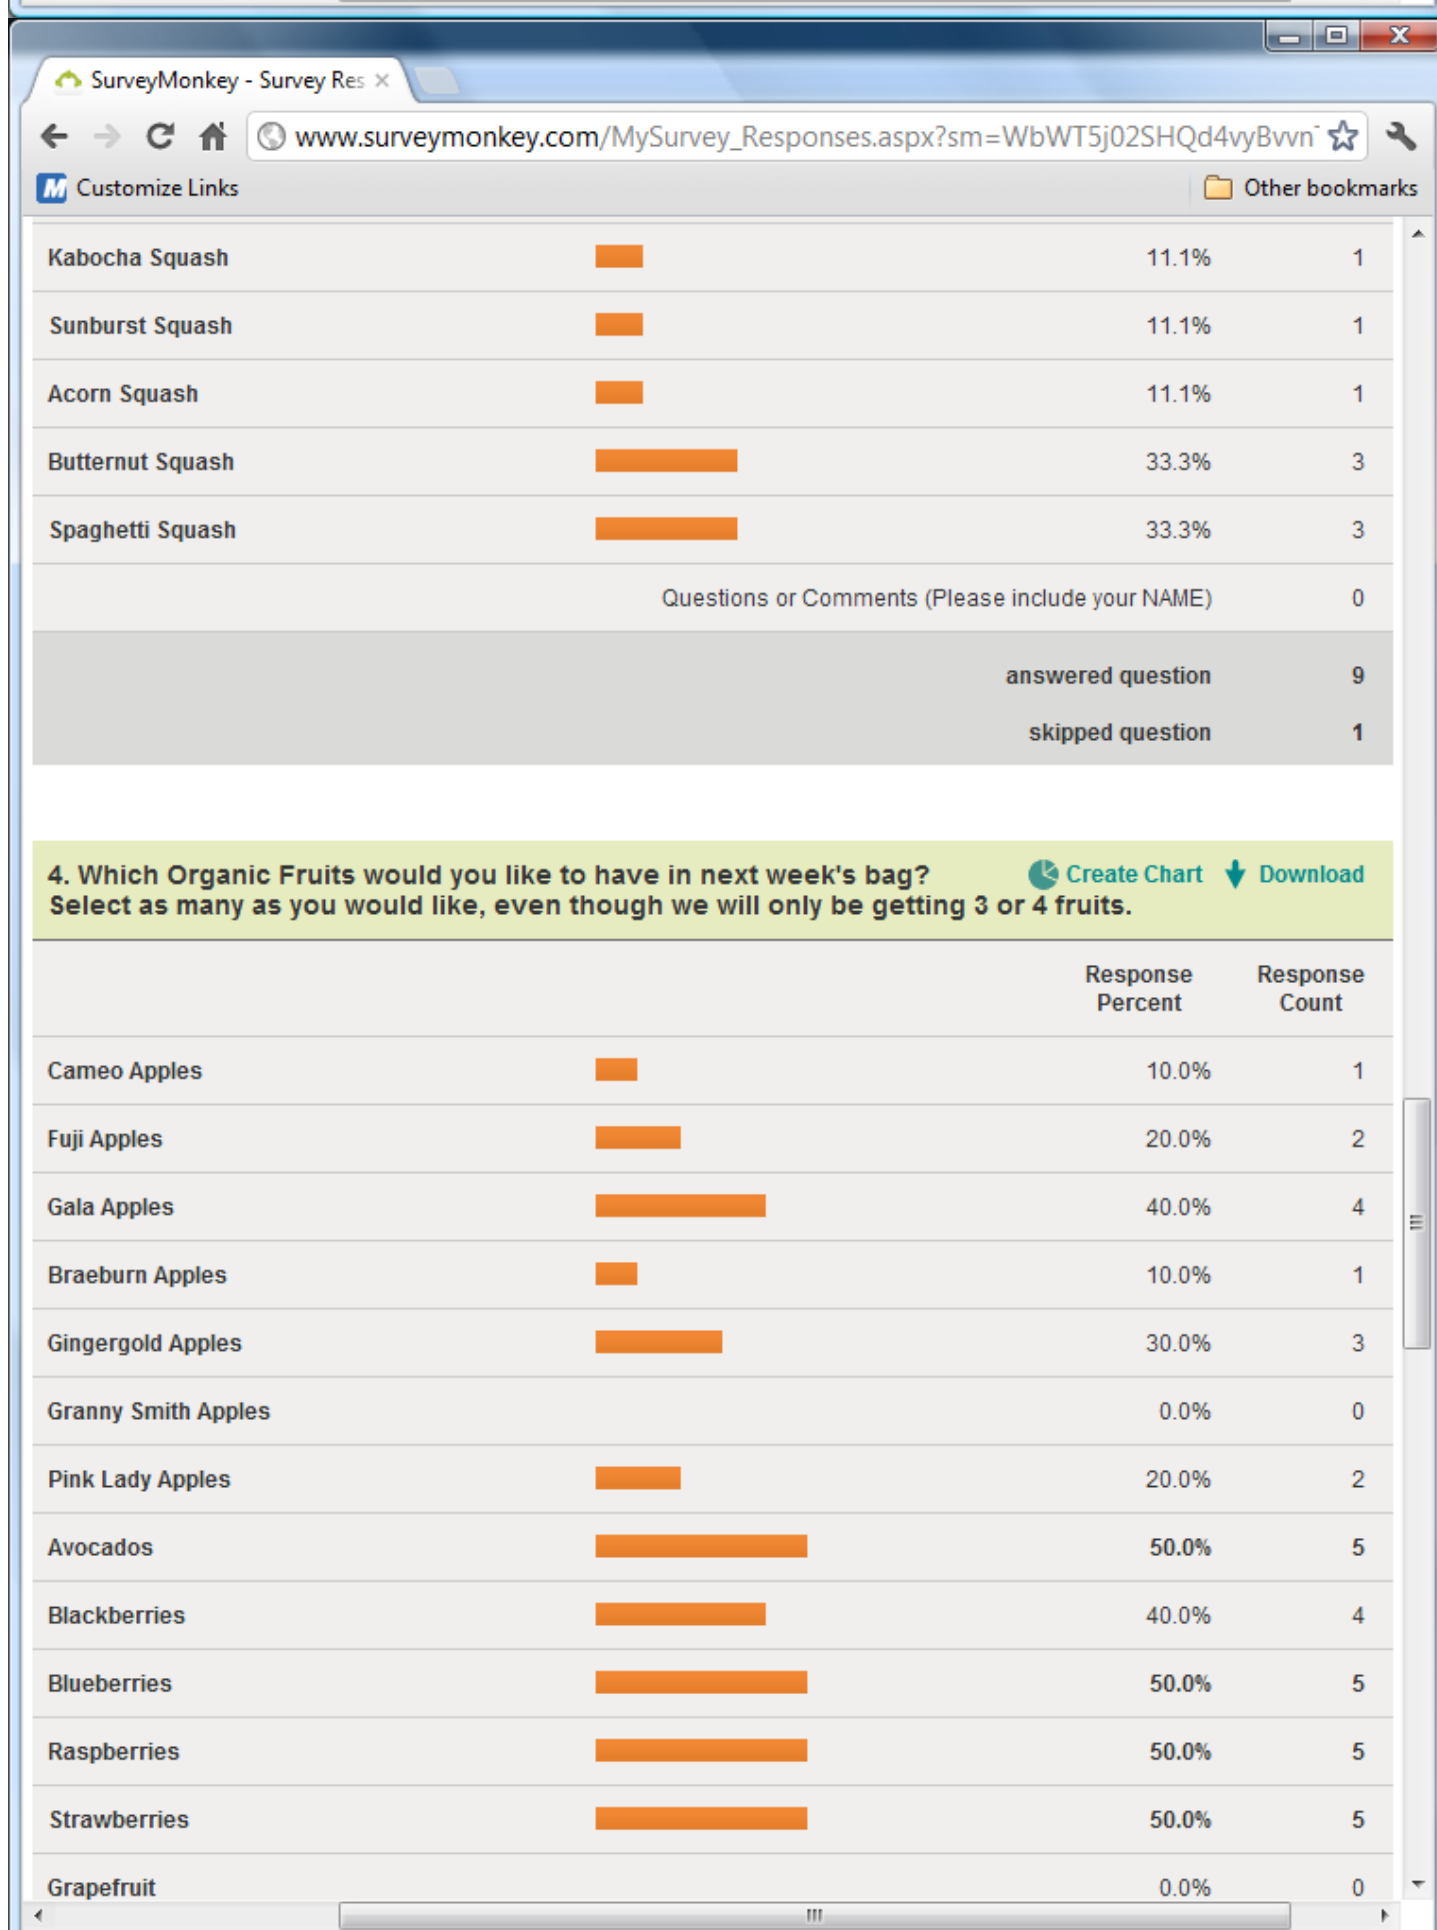 SurveyMonkey - Survey Res
www.surveymonkey.com/MySurvey_Responses.aspx?sm=WbWT5j02SHQd4vyBvvn
Customize Links Other bookmarks
Kabocha Squash 11.1% 1
Sunburst Squash 11.1% 1
Acorn Squash 11.1% 1
Butternut Squash 33.3% 3
Spaghetti Squash 33.3% 3
Questions or Comments (Please include your NAME) 0
answered question 9
skipped question 1
4. Which Organic Fruits would you like to have in next week's bag? Create Chart Download
Select as many as you would like, even though we will only be getting 3 or 4 fruits.
Response Response
Percent Count
Cameo Apples 10.0% 1
Fuji Apples 20.0% 2
Gala Apples 40.0% 4
Braeburn Apples 10.0% 1
Gingergold Apples 30.0% 3
Granny Smith Apples 0.0% 0
Pink Lady Apples 20.0% 2
Avocados 50.0% 5
Blackberries 40.0% 4
Blueberries 50.0% 5
Raspberries 50.0% 5
Strawberries 50.0% 5
Grapefruit 0.0% 0